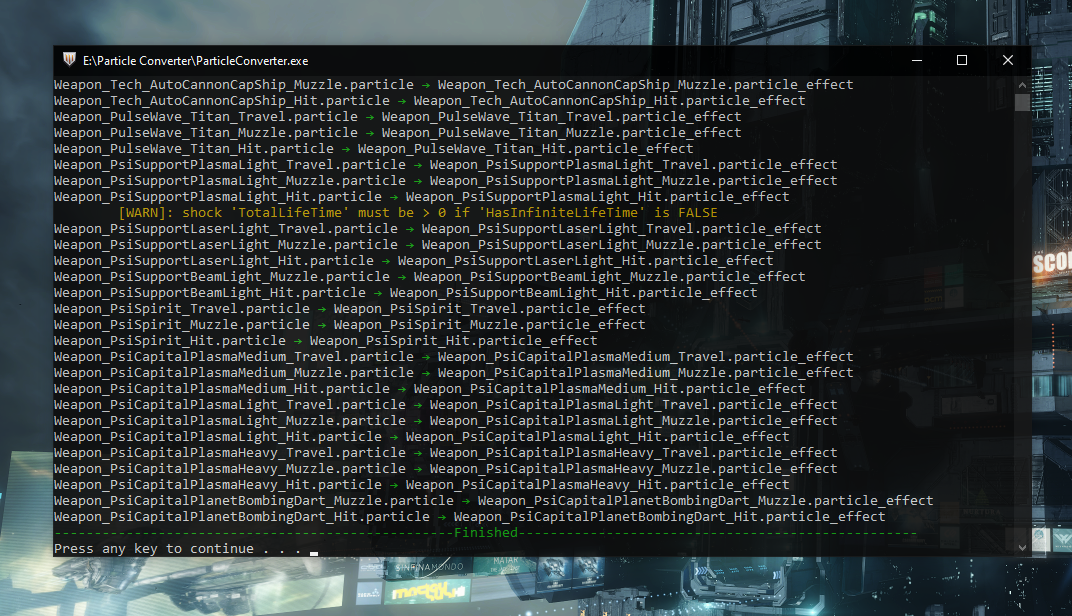 E:\Particle Converter\ParticleConverter.exe
Weapon_Tech_AutoCannonCapShip_Muzzle.particle → Weapon_Tech_AutoCannonCapShip_Muzzle.particle_effect
Weapon_Tech_AutoCannonCapShip_Hit.particle → Weapon_Tech_AutoCannonCapShip_Hit.particle_effect
Weapon_PulseWave_Titan_Travel.particle → Weapon_PulseWave_Titan_Travel.particle_effect
Weapon_PulseWave_Titan_Muzzle.particle → Weapon_PulseWave_Titan_Muzzle.particle_effect
Weapon_PulseWave_Titan_Hit.particle → Weapon_PulseWave_Titan_Hit.particle_effect
Weapon_PsiSupportPlasmaLight_Travel.particle → Weapon_PsiSupportPlasmaLight_Travel.particle_effect
Weapon_PsiSupportPlasmaLight_Muzzle.particle → Weapon_PsiSupportPlasmaLight_Muzzle.particle_effect
Weapon_PsiSupportPlasmaLight_Hit.particle → Weapon_PsiSupportPlasmaLight_Hit.particle_effect
[WARN]: shock 'TotalLifeTime' must be > 0 if 'HasInfiniteLifeTime' is FALSE
Weapon_PsiSupportLaserLight_Travel.particle → Weapon_PsiSupportLaserLight_Travel.particle_effect
Weapon_PsiSupportLaserLight_Muzzle.particle → Weapon_PsiSupportLaserLight_Muzzle.particle_effect
Weapon_PsiSupportLaserLight_Hit.particle → Weapon_PsiSupportLaserLight_Hit.particle_effect
Weapon_PsiSupportBeamLight_Muzzle.particle → Weapon_PsiSupportBeamLight_Muzzle.particle_effect
Weapon_PsiSupportBeamLight_Hit.particle → Weapon_PsiSupportBeamLight_Hit.particle_effect
Weapon_PsiSpirit_Travel.particle → Weapon_PsiSpirit_Travel.particle_effect
Weapon_PsiSpirit_Muzzle.particle → Weapon_PsiSpirit_Muzzle.particle_effect
Weapon_PsiSpirit_Hit.particle → Weapon_PsiSpirit_Hit.particle_effect
Weapon_PsiCapitalPlasmaMedium_Travel.particle → Weapon_PsiCapitalPlasmaMedium_Travel.particle_effect
Weapon_PsiCapitalPlasmaMedium_Muzzle.particle → Weapon_PsiCapitalPlasmaMedium_Muzzle.particle_effect
Weapon_PsiCapitalPlasmaMedium_Hit.particle → Weapon_PsiCapitalPlasmaMedium_Hit.particle_effect
Weapon_PsiCapitalPlasmaLight_Travel.particle → Weapon_PsiCapitalPlasmaLight_Travel.particle_effect
Weapon_PsiCapitalPlasmaLight_Muzzle.particle → Weapon_PsiCapitalPlasmaLight_Muzzle.particle_effect
Weapon_PsiCapitalPlasmaLight_Hit.particle → Weapon_PsiCapitalPlasmaLight_Hit.particle_effect
Weapon_PsiCapitalPlasmaHeavy_Travel.particle → Weapon_PsiCapitalPlasmaHeavy_Travel.particle_effect
Weapon_PsiCapitalPlasmaHeavy_Muzzle.particle → Weapon_PsiCapitalPlasmaHeavy_Muzzle.particle_effect
Weapon_PsiCapitalPlasmaHeavy_Hit.particle → Weapon_PsiCapitalPlasmaHeavy_Hit.particle_effect
Weapon_PsiCapitalPlanetBombingDart_Muzzle.particle → Weapon_PsiCapitalPlanetBombingDart_Muzzle.particle_effect
Weapon_PsiCapitalPlanetBombingDart_Hit.particle → Weapon_PsiCapitalPlanetBombingDart_Hit.particle_effect
--------------------------------------------------Finished--------------------------------------------------
Press any key to continue . . .
SINFINAMONDO